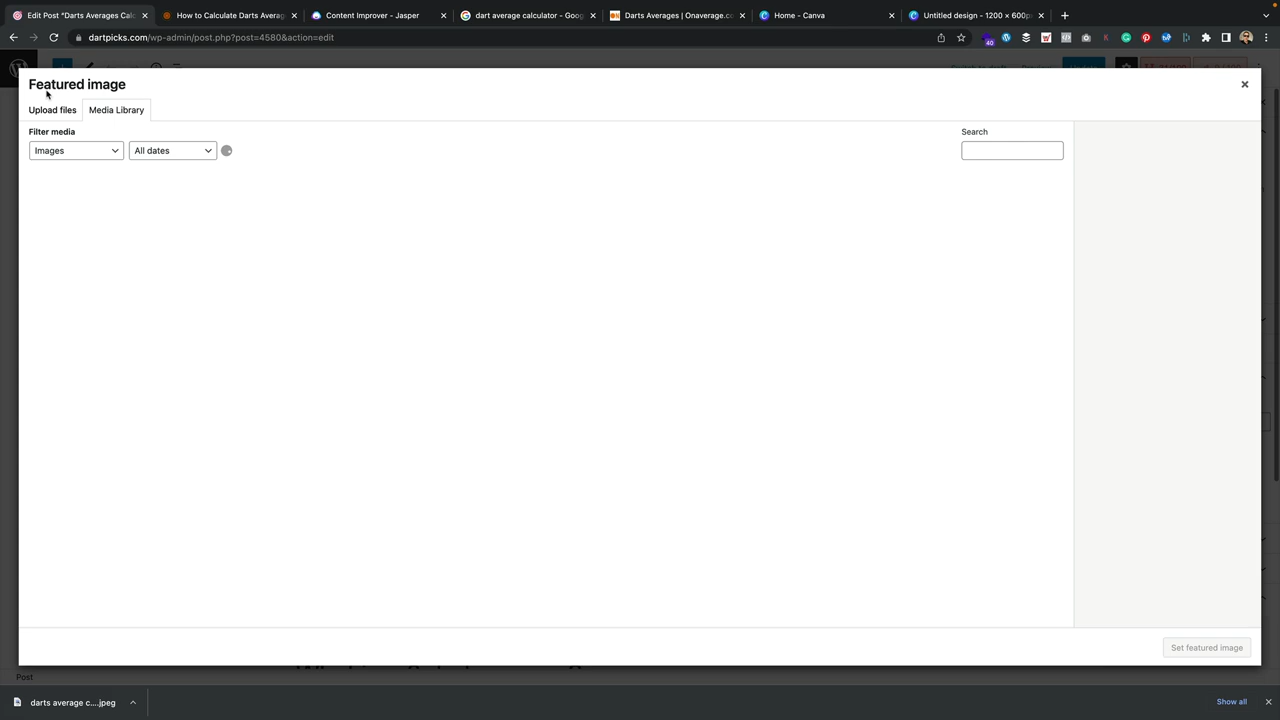 Edit Post “Darts Averages Calc
How to Calculate Darts Averag
Content Improver - Jasper
dart average calculator - Goog
Darts Averages | Onaverage.co
Home - Canva
Untitled design - 1200 × 600p
dartpicks.com/wp-admin/post.php?post=4580&action=edit
40
Featured image
Upload files
Media Library
Filter media
Search
Images
All dates
Set featured image
Post
darts average c....jpeg
Show all